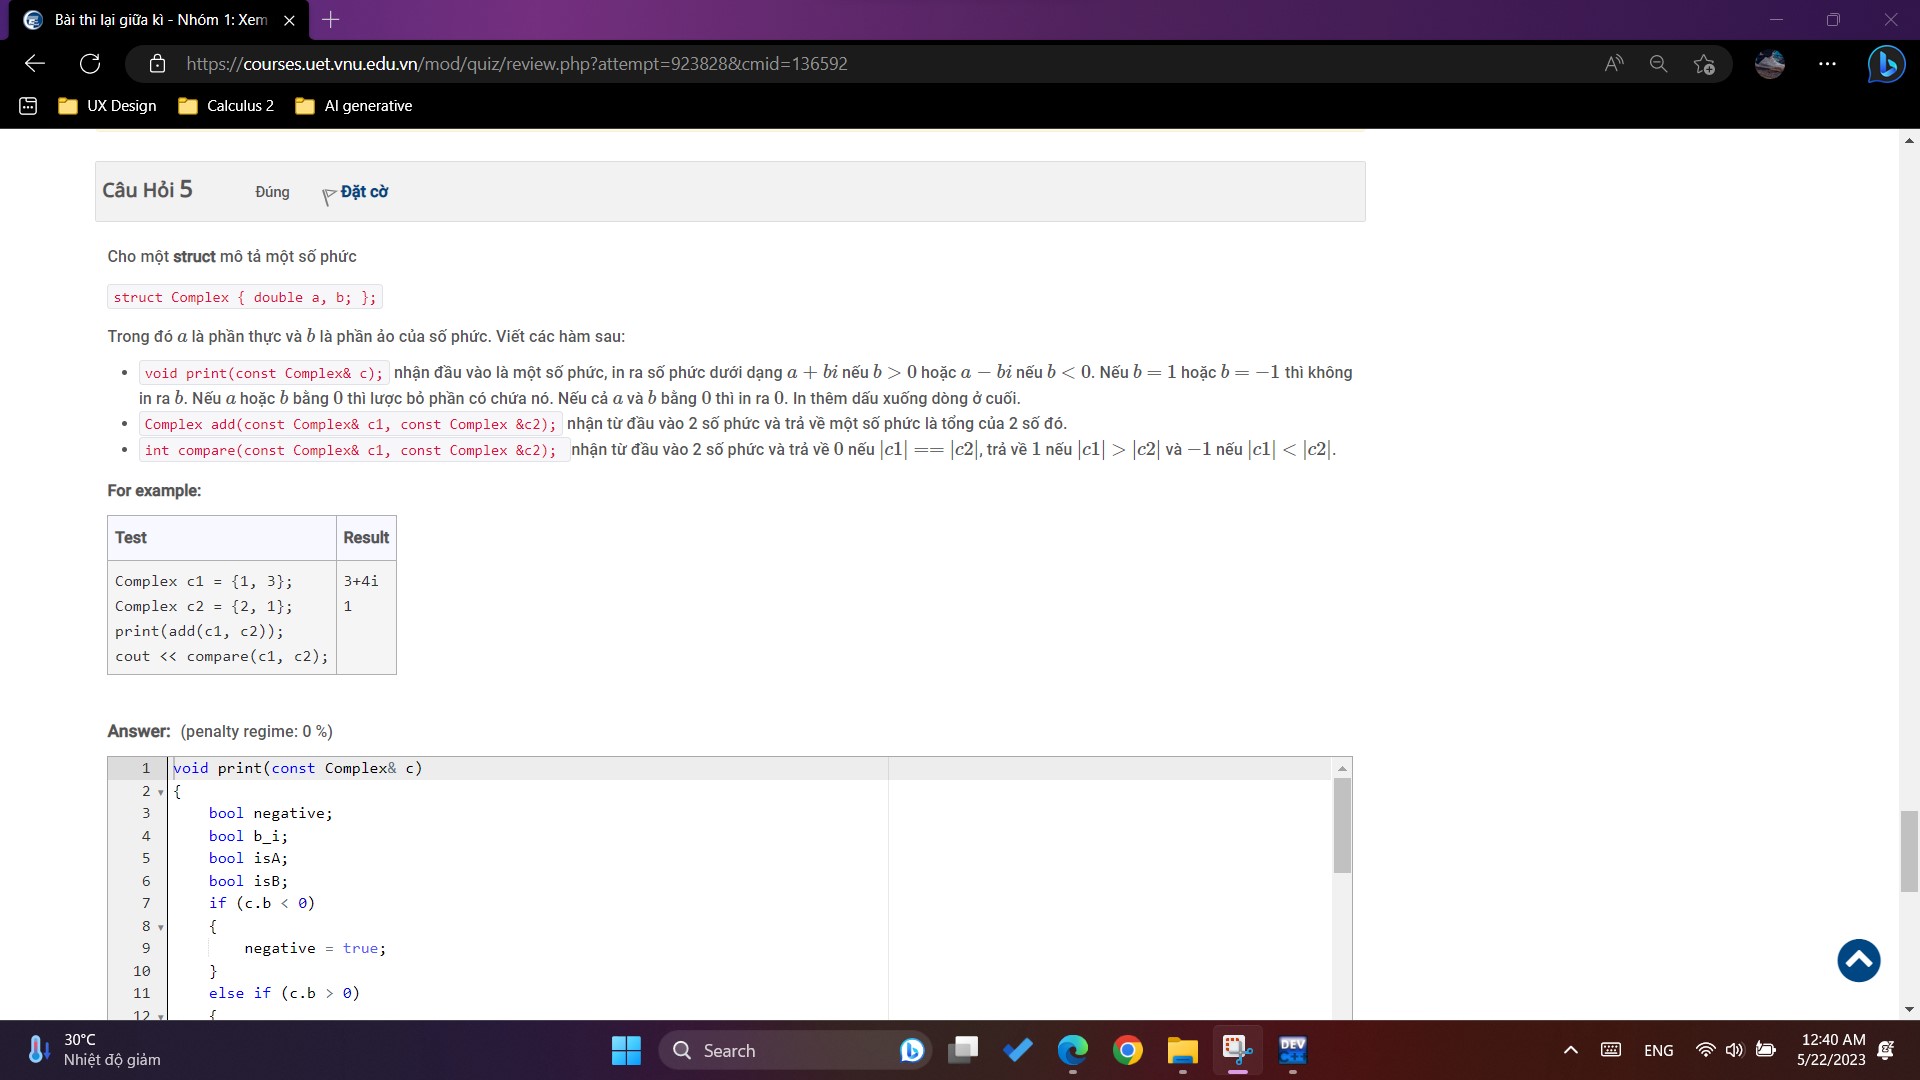 Bài thi lại giữa kì - Nhóm 1: Xem
https://courses.uet.vnu.edu.vn/mod/quiz/review.php?attempt=923828&cmid=136592
UX Design
Calculus 2
AI generative
Câu Hỏi 5
Đúng
Đặt cờ
Cho một struct mô tả một số phức
struct Complex { double a, b; };
Trong đó a là phần thực và b là phần ảo của số phức. Viết các hàm sau:
• void print(const Complex& c); nhận đầu vào là một số phức, in ra số phức dưới dạng a + bi nếu b > 0 hoặc a − bi nếu b < 0. Nếu b = 1 hoặc b = −1 thì không
in ra b. Nếu a hoặc b bằng 0 thì lược bỏ phần có chứa nó. Nếu cả a và b bằng 0 thì in ra 0. In thêm dấu xuống dòng ở cuối.
• Complex add(const Complex& c1, const Complex &c2); nhận từ đầu vào 2 số phức và trả về một số phức là tổng của 2 số đó.
• int compare(const Complex& c1, const Complex &c2); nhận từ đầu vào 2 số phức và trả về 0 nếu |c1| == |c2|, trả về 1 nếu |c1| > |c2| và −1 nếu |c1| < |c2|.
For example:
Test Result
Complex c1 = {1, 3}; 3+4i
Complex c2 = {2, 1}; 1
print(add(c1, c2));
cout << compare(c1, c2);
Answer: (penalty regime: 0 %)
1 void print(const Complex& c)
2 {
3 bool negative;
4 bool b_i;
5 bool isA;
6 bool isB;
7 if (c.b < 0)
8 {
9 negative = true;
10 }
11 else if (c.b > 0)
12 {
30°C
Nhiệt độ giảm
Search
DEV
ENG
12:40 AM
5/22/2023